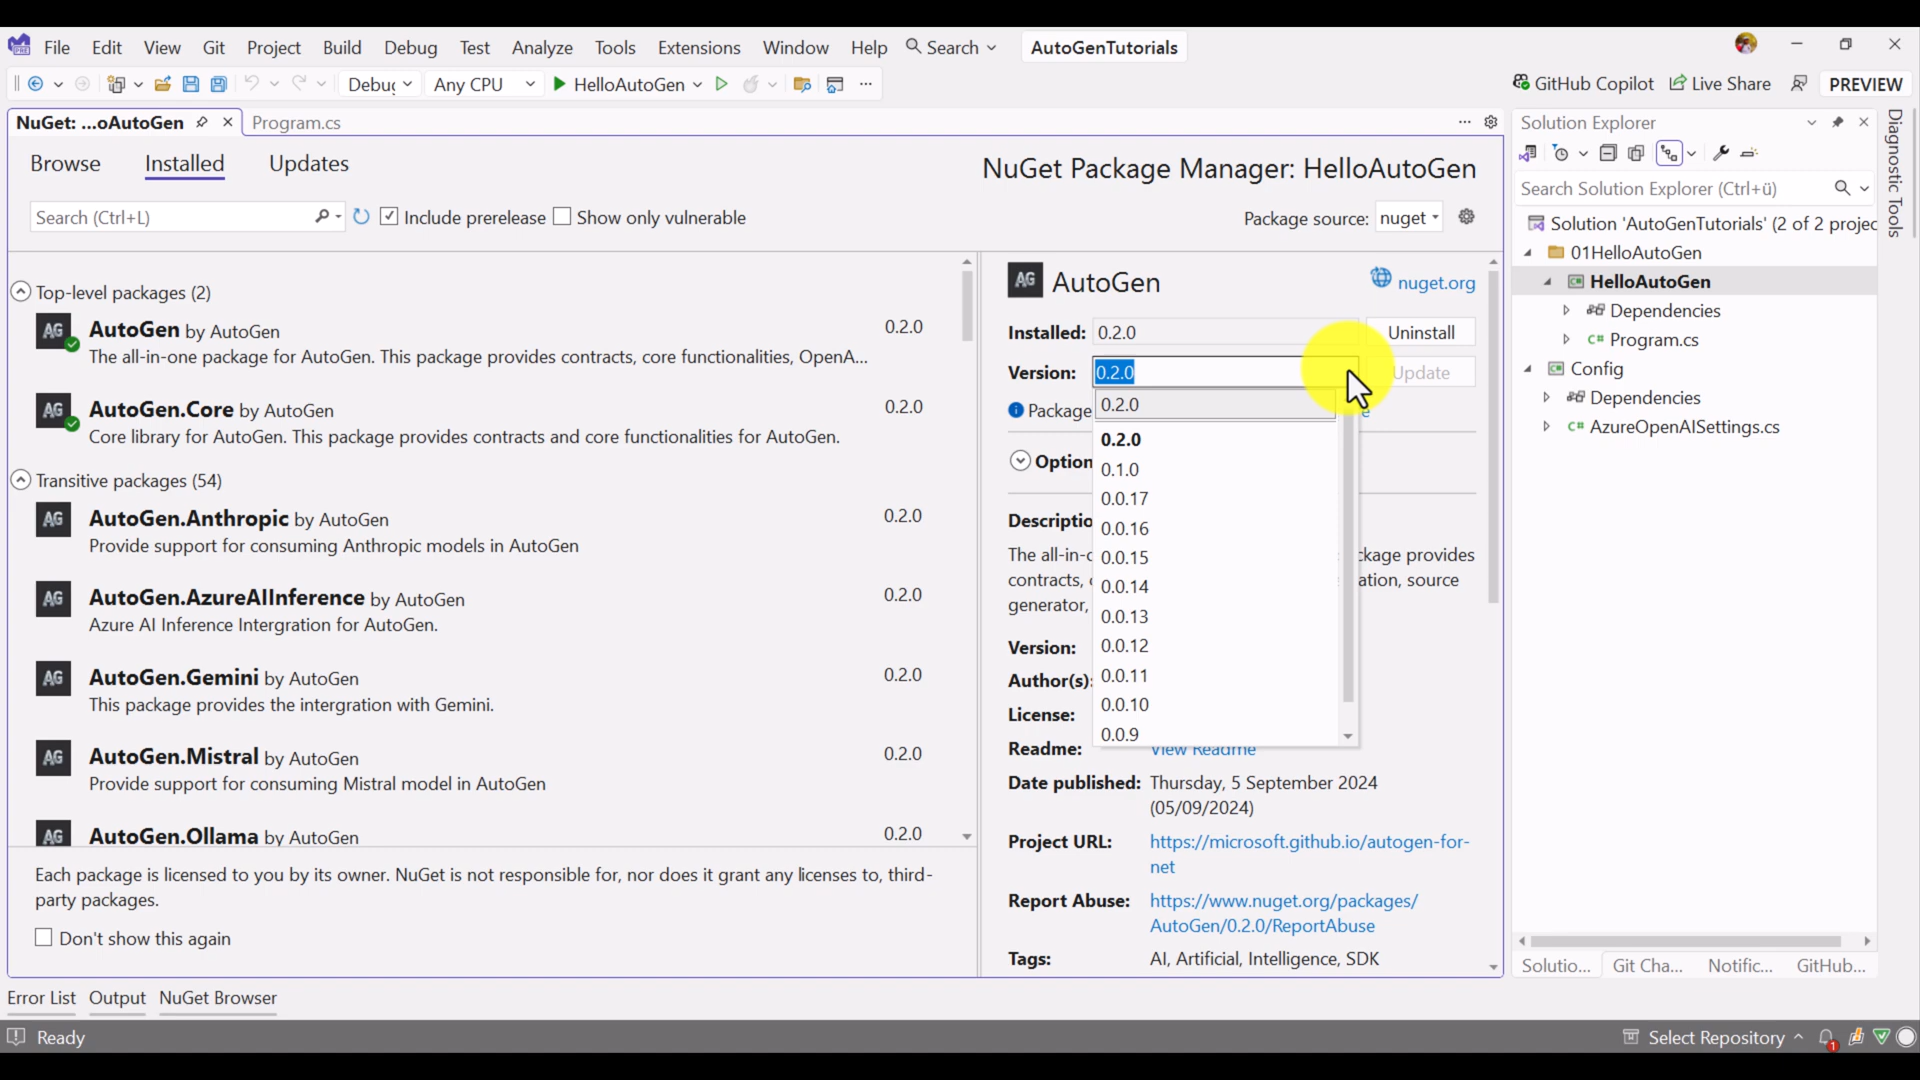 File Edit View Git Project Build Debug Test Analyze Tools Extensions Window Help Search AutoGenTutorials
Debug Any CPU HelloAutoGen GitHub Copilot Live Share PREVIEW
NuGet: ...oAutoGen Program.cs
Browse Installed Updates
NuGet Package Manager: HelloAutoGen
Search (Ctrl+L) Include prerelease Show only vulnerable
Package source: nuget
Top-level packages (2)
AG AutoGen by AutoGen 0.2.0
The all-in-one package for AutoGen. This package provides contracts, core functionalities, OpenA...
AG AutoGen.Core by AutoGen 0.2.0
Core library for AutoGen. This package provides contracts and core functionalities for AutoGen.
Transitive packages (54)
AG AutoGen.Anthropic by AutoGen 0.2.0
Provide support for consuming Anthropic models in AutoGen
AG AutoGen.AzureAIInference by AutoGen 0.2.0
Azure AI Inference Intergration for AutoGen.
AG AutoGen.Gemini by AutoGen 0.2.0
This package provides the intergration with Gemini.
AG AutoGen.Mistral by AutoGen 0.2.0
Provide support for consuming Mistral model in AutoGen
AG AutoGen.Ollama by AutoGen 0.2.0
Each package is licensed to you by its owner. NuGet is not responsible for, nor does it grant any licenses to, third-
party packages.
Don't show this again
AG AutoGen nuget.org
Installed: 0.2.0 Uninstall
Version: 0.2.0 Update
Package
0.2.0
0.2.0
0.1.0
0.0.17
0.0.16
0.0.15
0.0.14
0.0.13
0.0.12
0.0.11
0.0.10
0.0.9
Option
Descriptio
The all-in-o ckage provides
contracts, ation, source
generator,
Version:
Author(s):
License:
Readme: View Readme
Date published: Thursday, 5 September 2024
(05/09/2024)
Project URL: https://microsoft.github.io/autogen-for-
net
Report Abuse: https://www.nuget.org/packages/
AutoGen/0.2.0/ReportAbuse
Tags: AI, Artificial, Intelligence, SDK
Solution Explorer
Search Solution Explorer (Ctrl+ü)
Solution 'AutoGenTutorials' (2 of 2 projec
01HelloAutoGen
HelloAutoGen
Dependencies
C# Program.cs
Config
Dependencies
C# AzureOpenAISettings.cs
Solutio... Git Cha... Notific... GitHub...
Diagnostic Tools
Error List Output NuGet Browser
Ready
Select Repository 1